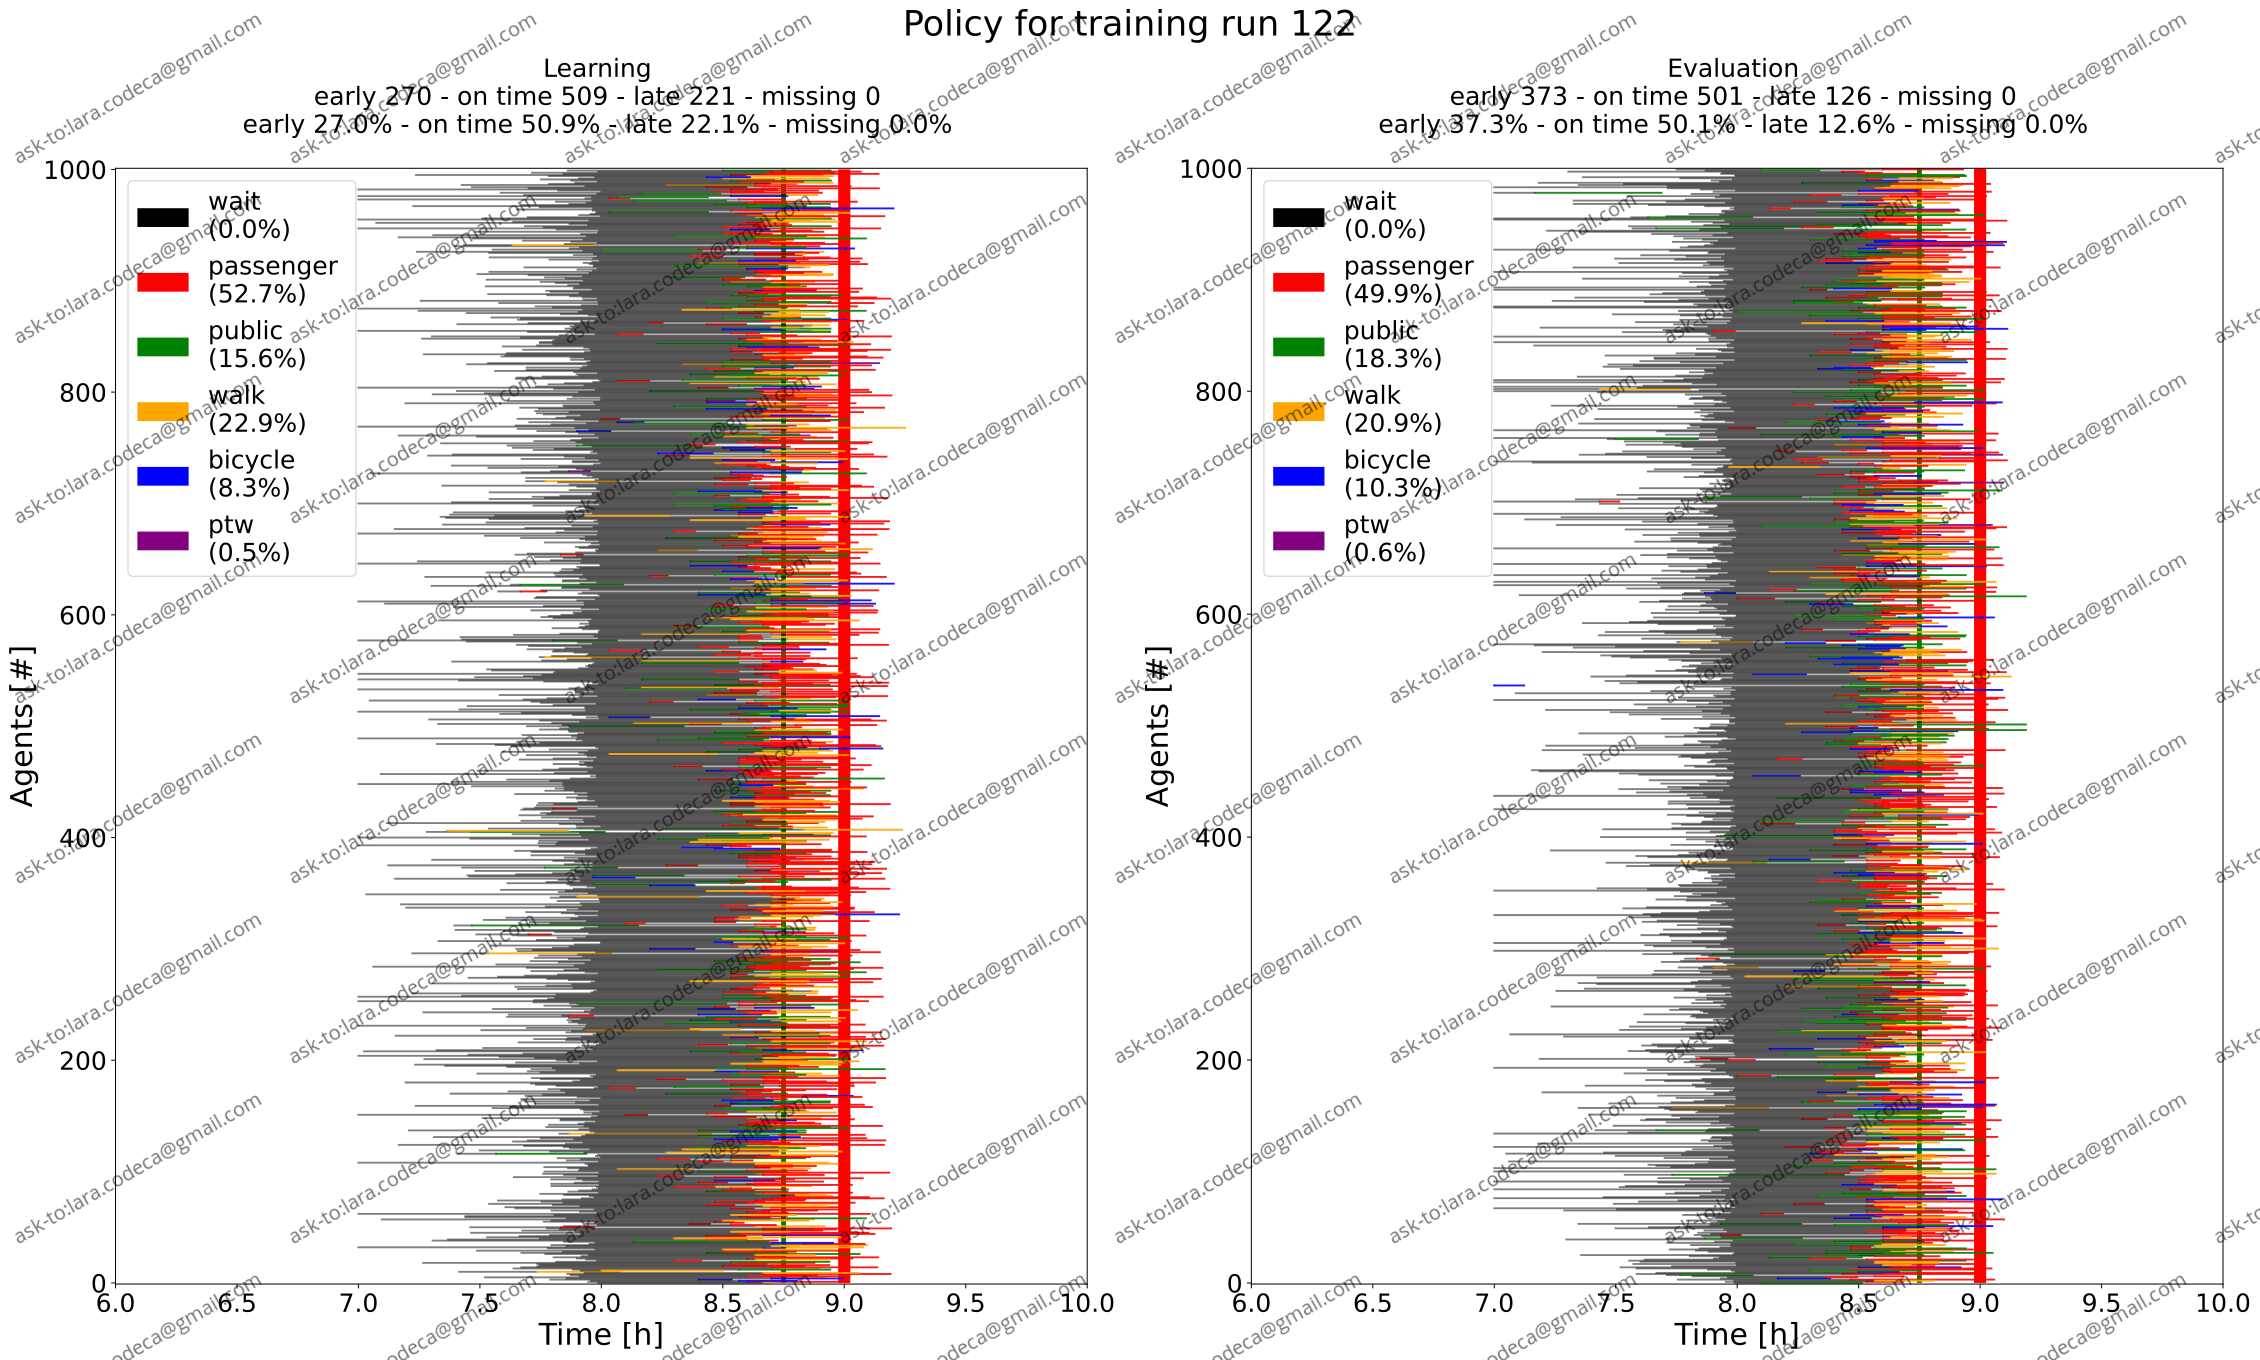 Policy for training run 122
Learning
early 270 - on time 509 - late 221 - missing 0
early 27.0% - on time 50.9% - late 22.1% - missing 0.0%
1000
800
600
400
200
0
Agents [#]
wait
(0.0%)
passenger
(52.7%)
public
(15.6%)
walk
(22.9%)
bicycle
(8.3%)
ptw
(0.5%)
6.0 6.5 7.0 7.5 8.0 8.5 9.0 9.5 10.0
Time [h]
Evaluation
early 373 - on time 501 - late 126 - missing 0
early 37.3% - on time 50.1% - late 12.6% - missing 0.0%
1000
800
600
400
200
0
Agents [#]
wait
(0.0%)
passenger
(49.9%)
public
(18.3%)
walk
(20.9%)
bicycle
(10.3%)
ptw
(0.6%)
6.0 6.5 7.0 7.5 8.0 8.5 9.0 9.5 10.0
Time [h]
ask-to:lara.codeca@gmail.com